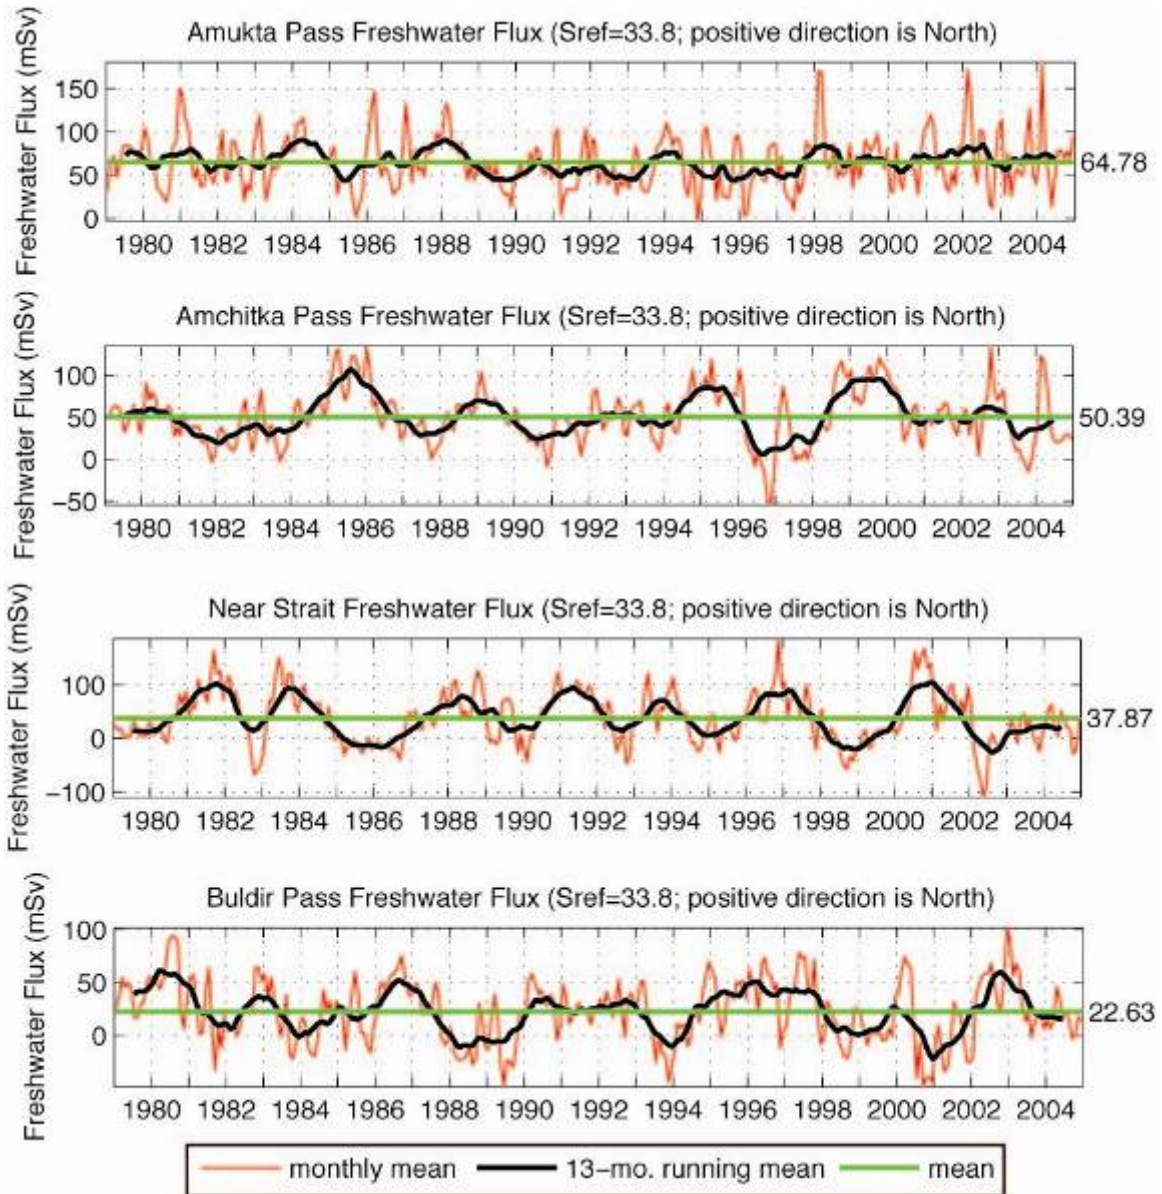 Amukta Pass Freshwater Flux (Sref=33.8; positive direction is North)
Freshwater Flux (mSv)
150
100
50
0
64.78
1980 1982 1984 1986 1988 1990 1992 1994 1996 1998 2000 2002 2004
Amchitka Pass Freshwater Flux (Sref=33.8; positive direction is North)
Freshwater Flux (mSv)
100
50
0
−50
50.39
1980 1982 1984 1986 1988 1990 1992 1994 1996 1998 2000 2002 2004
Near Strait Freshwater Flux (Sref=33.8; positive direction is North)
Freshwater Flux (mSv)
100
0
−100
37.87
1980 1982 1984 1986 1988 1990 1992 1994 1996 1998 2000 2002 2004
Buldir Pass Freshwater Flux (Sref=33.8; positive direction is North)
Freshwater Flux (mSv)
100
50
0
22.63
1980 1982 1984 1986 1988 1990 1992 1994 1996 1998 2000 2002 2004
monthly mean 13−mo. running mean mean